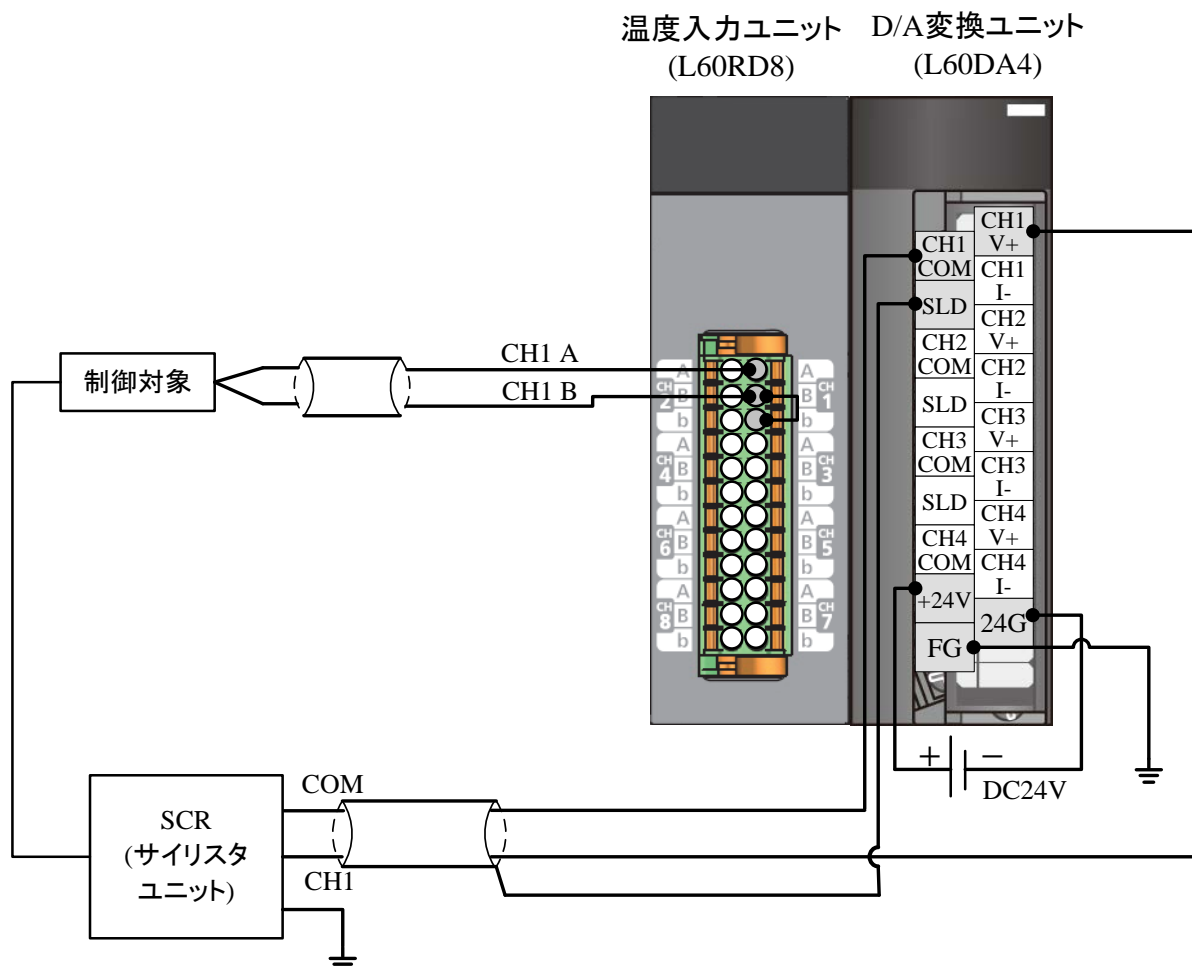 温度入力ユニット
(L60RD8)
D/A変換ユニット
(L60DA4)
CH1
V+
CH1
COM
CH1
I-
SLD
CH2
V+
CH2
COM
CH2
I-
SLD
CH3
V+
CH3
COM
CH3
I-
SLD
CH4
V+
CH4
COM
CH4
I-
+24V
24G
FG
制御対象
CH1 A
CH1 B
A
B
b
CH
2
A
B
b
CH
1
A
B
b
CH
4
A
B
b
CH
3
A
B
b
CH
6
A
B
b
CH
5
A
B
b
CH
8
A
B
b
CH
7
+
−
DC24V
SCR
(サイリスタ
ユニット)
COM
CH1